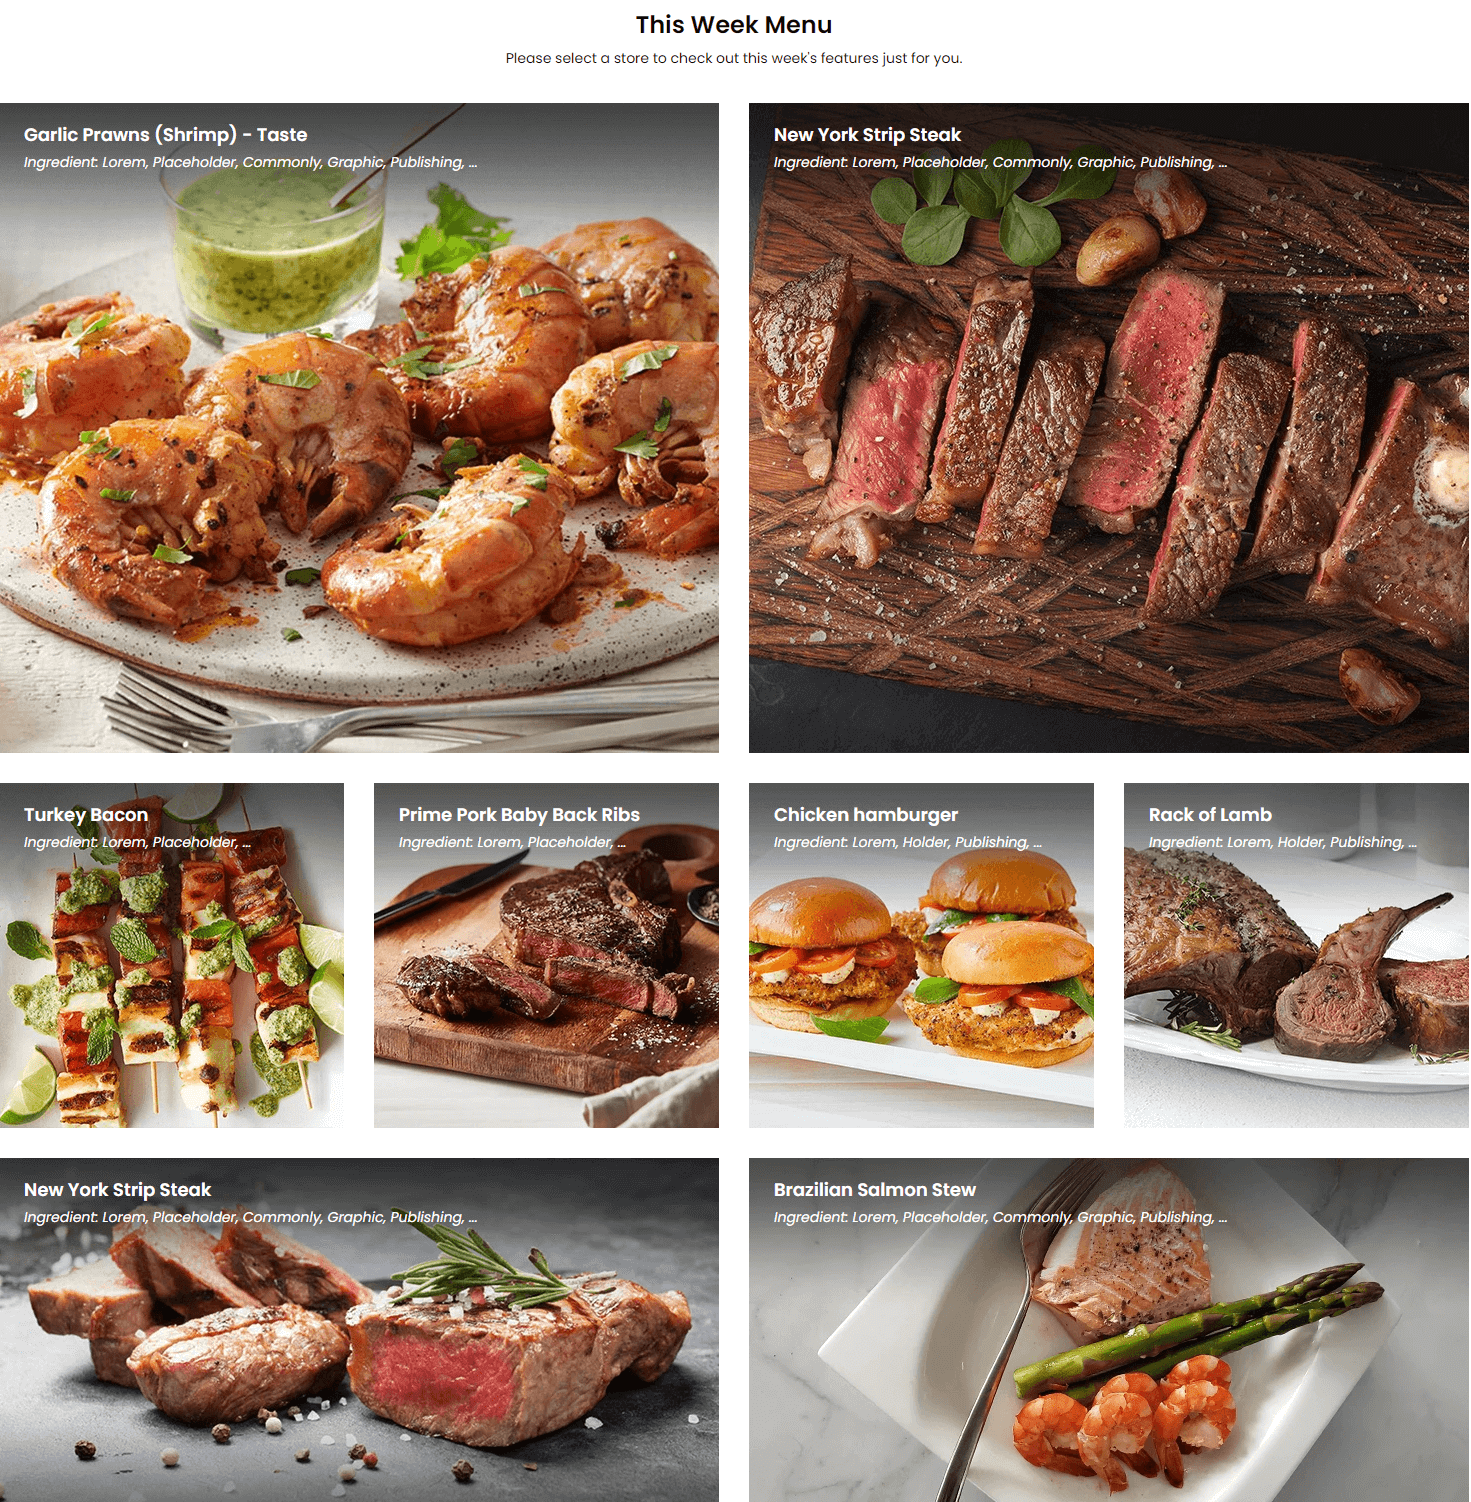 This Week Menu
Please select a store to check out this week's features just for you.
Garlic Prawns (Shrimp) - Taste
Ingredient: Lorem, Placeholder, Commonly, Graphic, Publishing, ...
New York Strip Steak
Ingredient: Lorem, Placeholder, Commonly, Graphic, Publishing, ...
Turkey Bacon
Ingredient: Lorem, Placeholder, ...
Prime Pork Baby Back Ribs
Ingredient: Lorem, Placeholder, ...
Chicken hamburger
Ingredient: Lorem, Holder, Publishing, ...
Rack of Lamb
Ingredient: Lorem, Holder, Publishing, ...
New York Strip Steak
Ingredient: Lorem, Placeholder, Commonly, Graphic, Publishing, ...
Brazilian Salmon Stew
Ingredient: Lorem, Placeholder, Commonly, Graphic, Publishing, ...